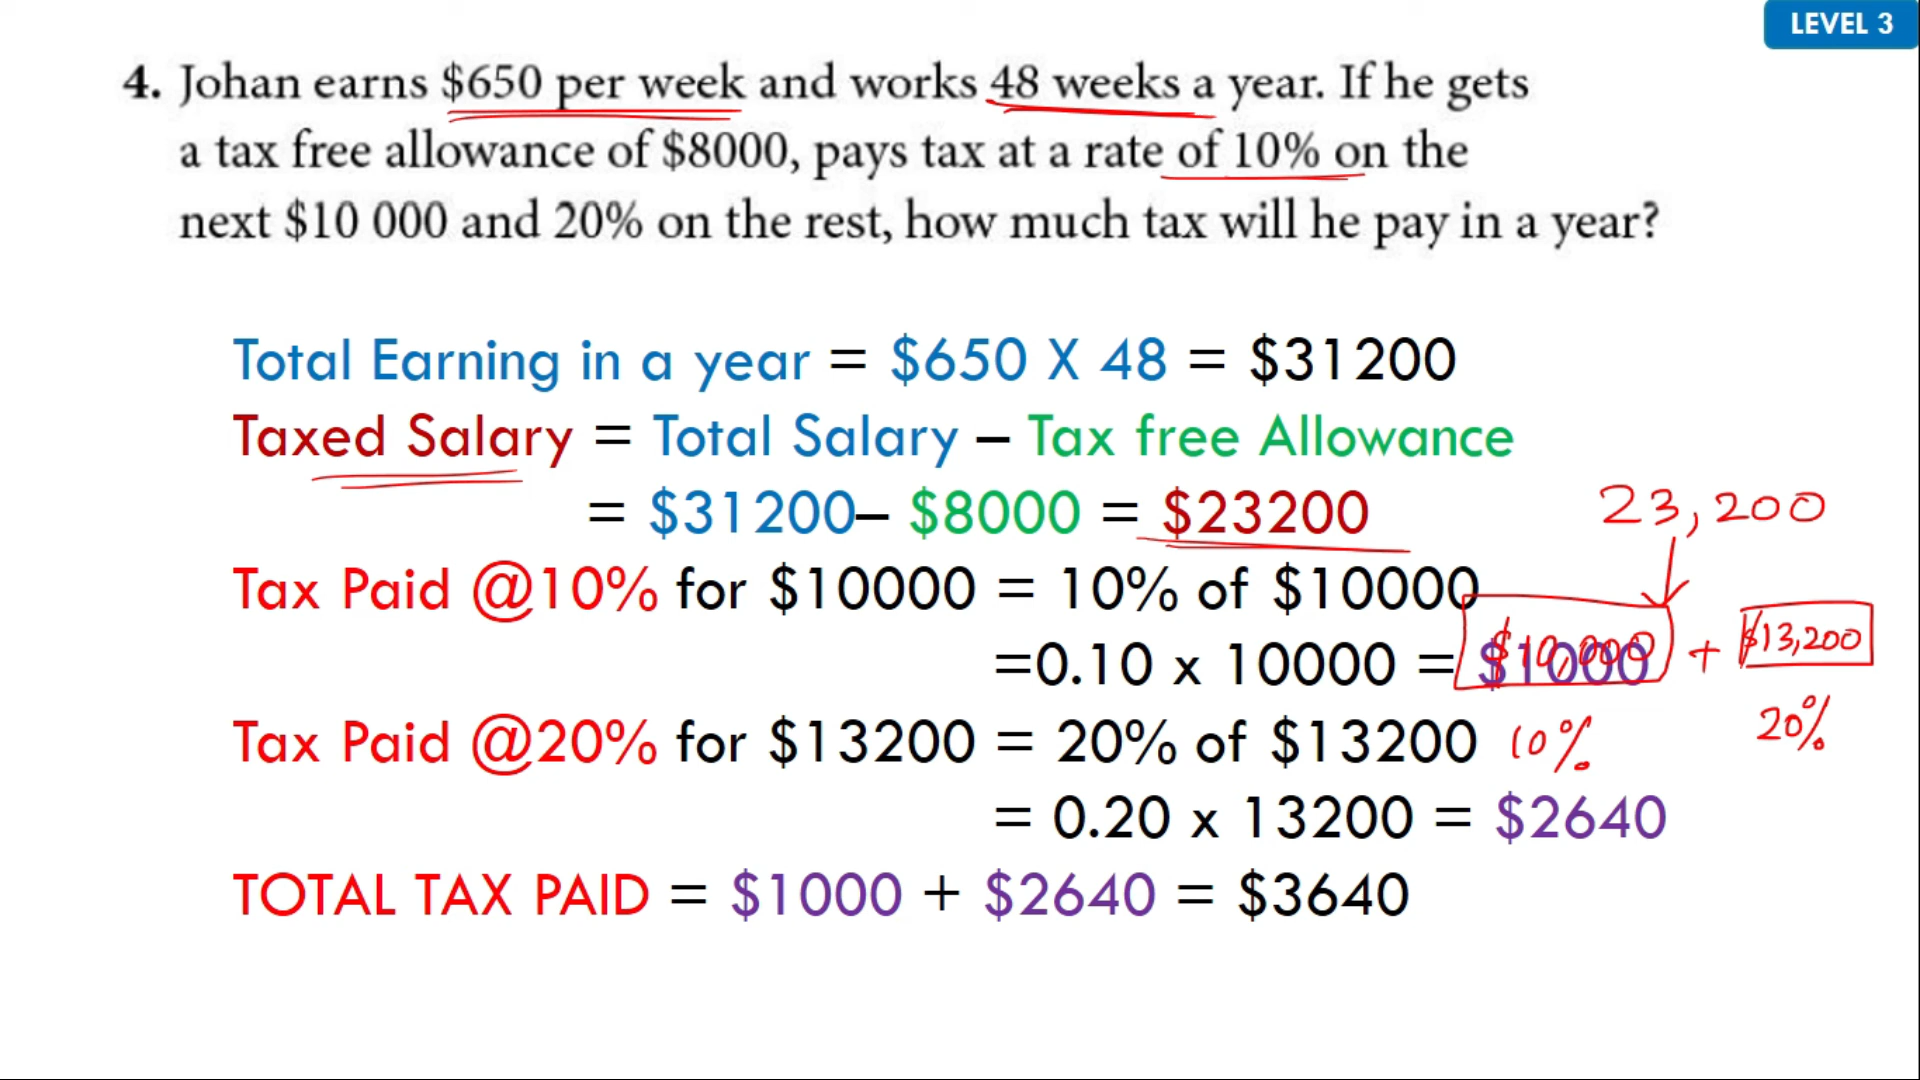 LEVEL 3
4. Johan earns $650 per week and works 48 weeks a year. If he gets
a tax free allowance of $8000, pays tax at a rate of 10% on the
next $10 000 and 20% on the rest, how much tax will he pay in a year?
Total Earning in a year = $650 X 48 = $31200
Taxed Salary = Total Salary – Tax free Allowance
= $31200– $8000 = $23200
23,200
Tax Paid @10% for $10000 = 10% of $10000
=0.10 x 10000 = $1000
$10,000 + $13,200
Tax Paid @20% for $13200 = 20% of $13200
10% 20%
= 0.20 x 13200 = $2640
TOTAL TAX PAID = $1000 + $2640 = $3640